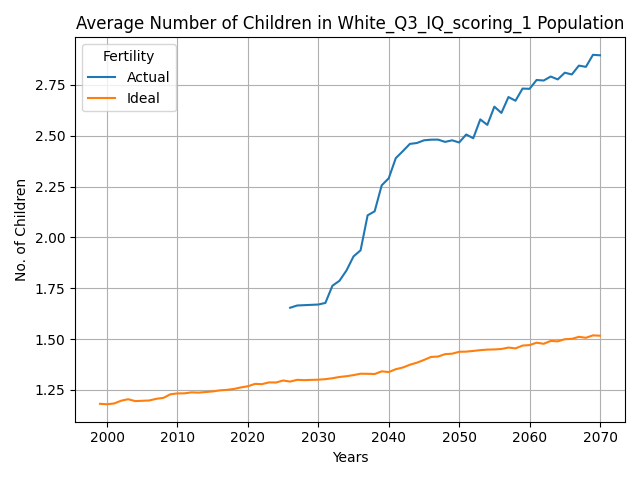 Average Number of Children in White_Q3_IQ_scoring_1 Population
Fertility
Actual
Ideal
No. of Children
2.75
2.50
2.25
2.00
1.75
1.50
1.25
2000 2010 2020 2030 2040 2050 2060 2070
Years